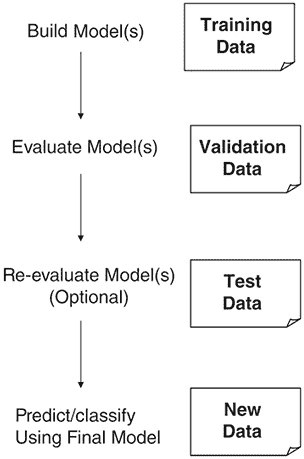 Build Model(s)
Training
Data
Evaluate Model(s)
Validation
Data
Re-evaluate Model(s)
(Optional)
Test
Data
Predict/classify
Using Final Model
New
Data